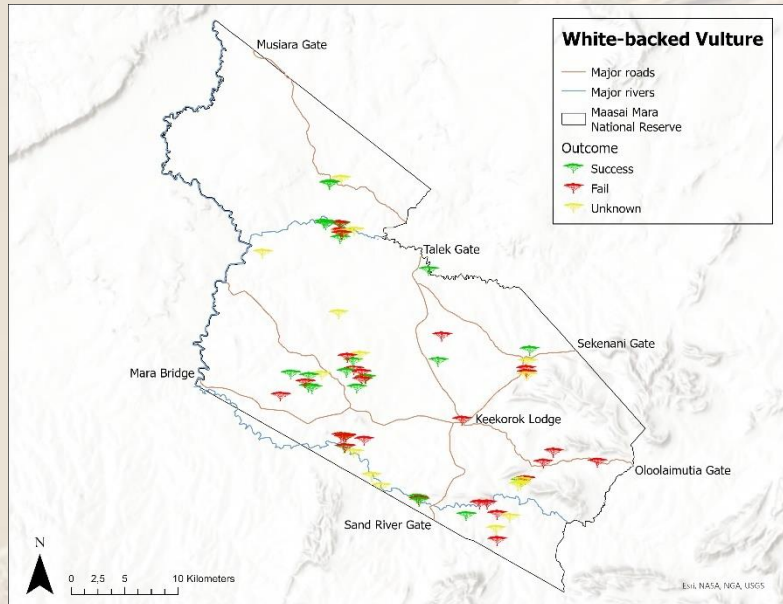 White-backed Vulture
Major roads
Major rivers
Maasai Mara
National Reserve
Outcome
Success
Fail
Unknown
Musiara Gate
Talek Gate
Sekenani Gate
Mara Bridge
Keekorok Lodge
Oloolaimutia Gate
Sand River Gate
N
0 2,5 5 10 Kilometers
Esri, NASA, NGA, USGS